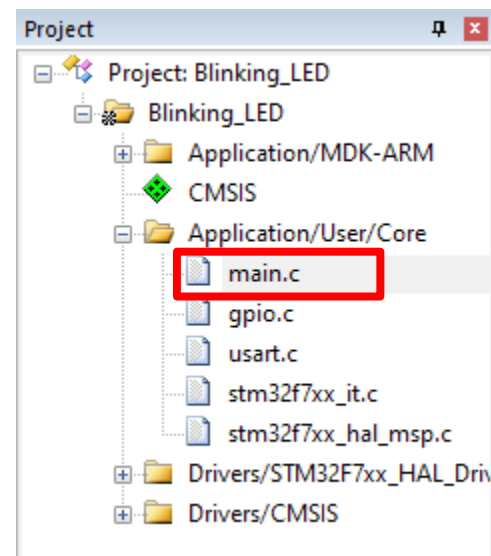 Project
Project: Blinking_LED
Blinking_LED
Application/MDK-ARM
CMSIS
Application/User/Core
main.c
gpio.c
usart.c
stm32f7xx_it.c
stm32f7xx_hal_msp.c
Drivers/STM32F7xx_HAL_Driv
Drivers/CMSIS